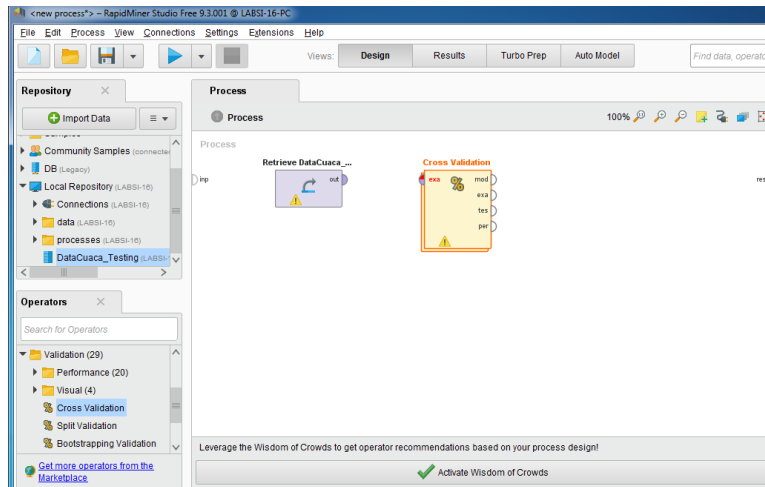 <new process*> – RapidMiner Studio Free 9.3.001 @ LABSI-16-PC
File Edit Process View Connections Settings Extensions Help
Views: Design Results Turbo Prep Auto Model Find data, operato
Repository
Import Data
Community Samples (connected
DB (Legacy)
Local Repository (LABSI-16)
Connections (LABSI-16)
data (LABSI-16)
processes (LABSI-16)
DataCuaca_Testing (LABSI-
Operators
Search for Operators
Validation (29)
Performance (20)
Visual (4)
Cross Validation
Split Validation
Bootstrapping Validation
Get more operators from the
Marketplace
Process
Process 100%
Process
inp
Retrieve DataCuaca_...
out
Cross Validation
exa mod
exa
tes
per
res
Leverage the Wisdom of Crowds to get operator recommendations based on your process design!
Activate Wisdom of Crowds